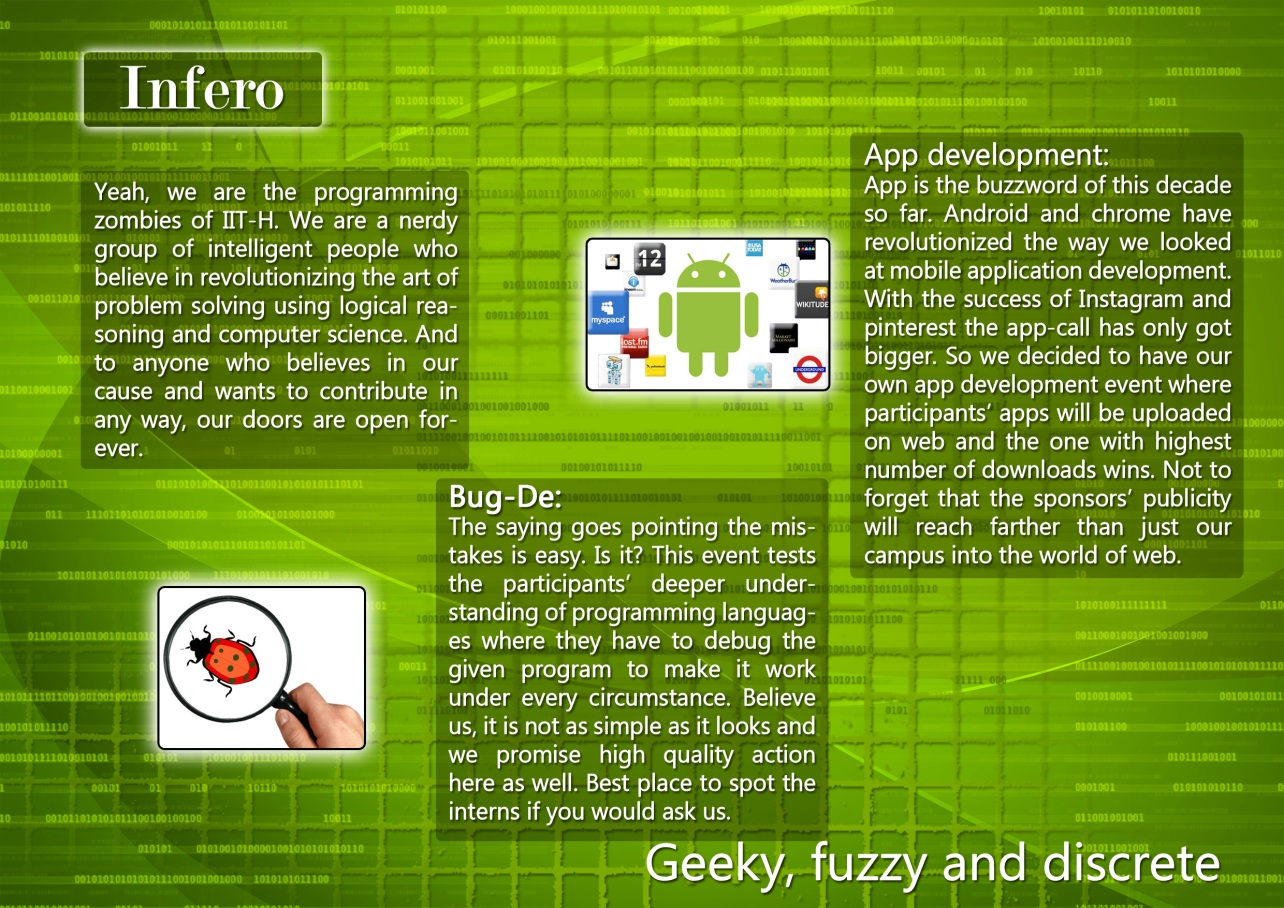 Infero
Yeah, we are the programming
zombies of IIT-H. We are a nerdy
group of intelligent people who
believe in revolutionizing the art of
problem solving using logical rea-
soning and computer science. And
to anyone who believes in our
cause and wants to contribute in
any way, our doors are open for-
ever.
12
USA TODAY
WeatherBug
myspace
WIKITUDE
lost.fm
UNDERGROUND
Bug-De:
The saying goes pointing the mis-
takes is easy. Is it? This event tests
the participants' deeper under-
standing of programming languag-
es where they have to debug the
given program to make it work
under every circumstance. Believe
us, it is not as simple as it looks and
we promise high quality action
here as well. Best place to spot the
interns if you would ask us.
App development:
App is the buzzword of this decade
so far. Android and chrome have
revolutionized the way we looked
at mobile application development.
With the success of Instagram and
pinterest the app-call has only got
bigger. So we decided to have our
own app development event where
participants' apps will be uploaded
on web and the one with highest
number of downloads wins. Not to
forget that the sponsors' publicity
will reach farther than just our
campus into the world of web.
Geeky, fuzzy and discrete